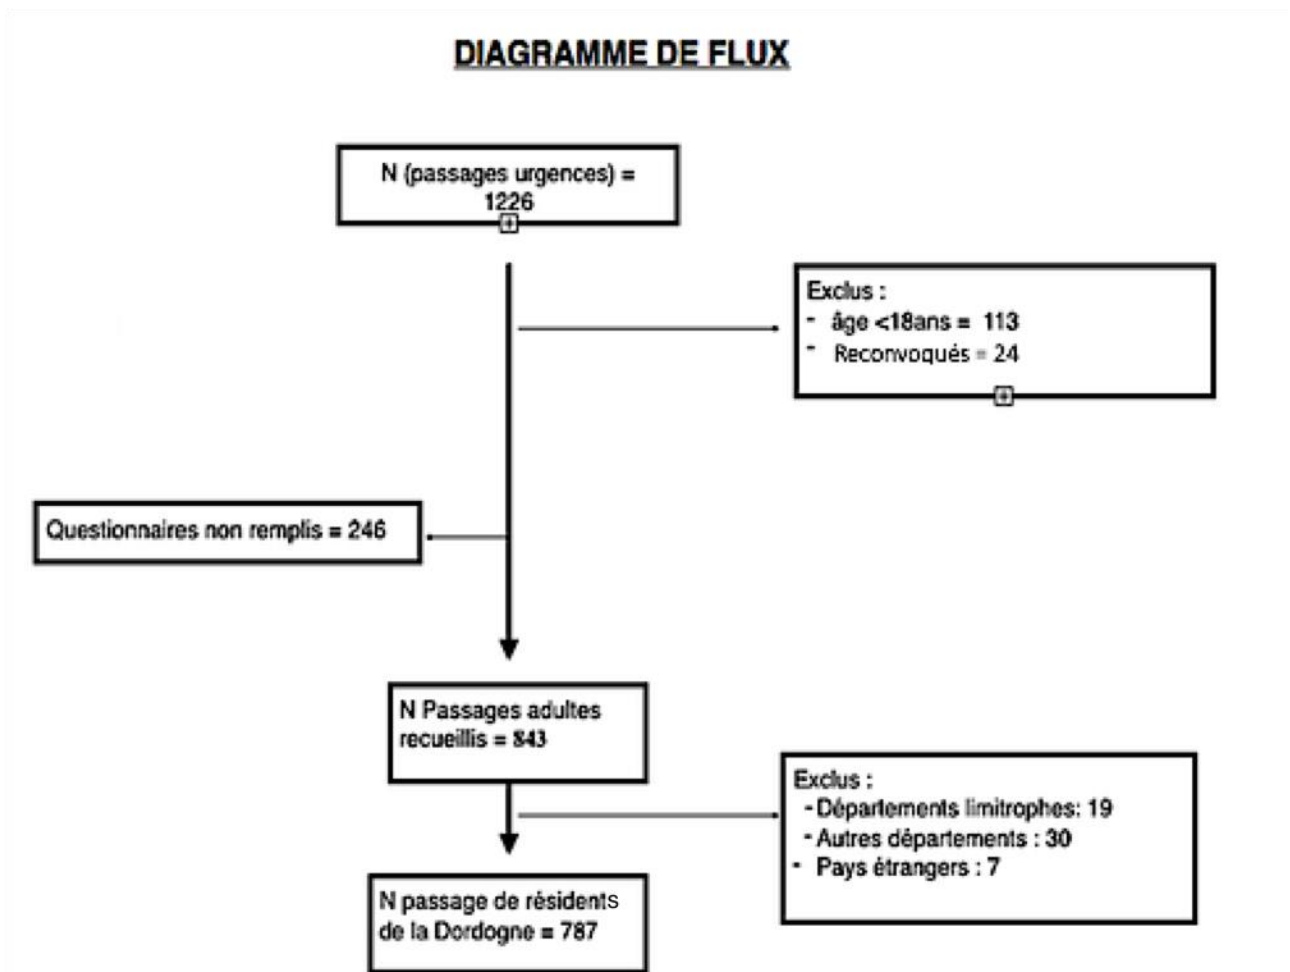 DIAGRAMME DE FLUX
N (passages urgences) =
1226
Exclus :
- âge <18ans = 113
- Reconvoqués = 24
Questionnaires non remplis = 246
N Passages adultes
recueillis = 843
Exclus :
-Départements limitrophes: 19
-Autres départements : 30
- Pays étrangers : 7
N passage de résidents
de la Dordogne = 787